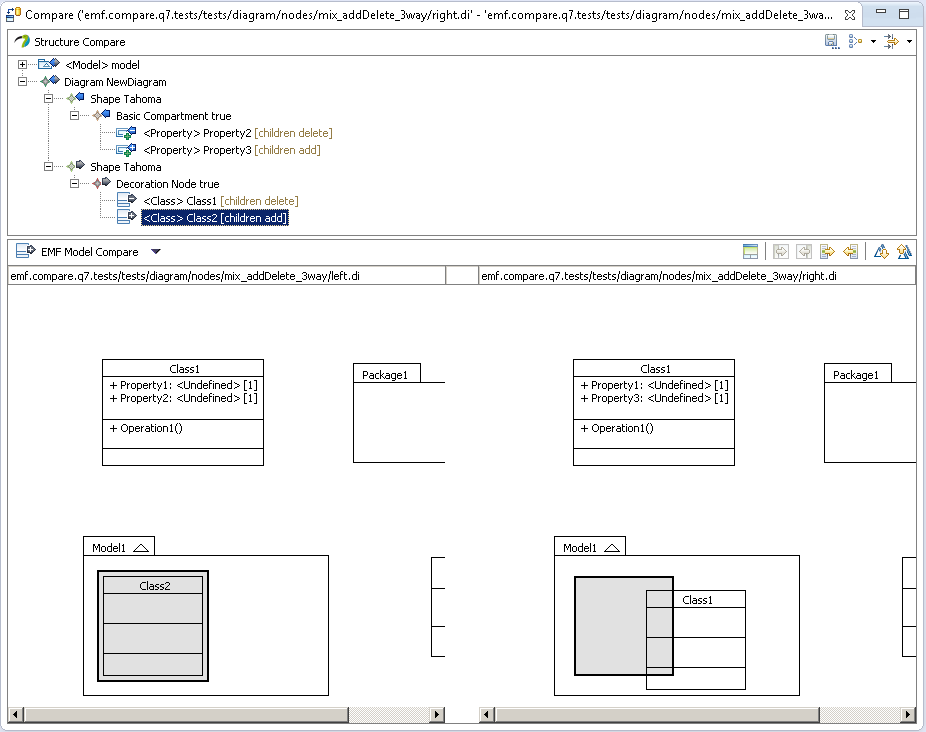 Compare ('emf.compare.q7.tests/tests/diagram/nodes/mix_addDelete_3way/right.di' - 'emf.compare.q7.tests/tests/diagram/nodes/mix_addDelete_3wa...
Structure Compare
<Model> model
Diagram NewDiagram
Shape Tahoma
Basic Compartment true
<Property> Property2 [children delete]
<Property> Property3 [children add]
Shape Tahoma
Decoration Node true
<Class> Class1 [children delete]
<Class> Class2 [children add]
EMF Model Compare
emf.compare.q7.tests/tests/diagram/nodes/mix_addDelete_3way/left.di
emf.compare.q7.tests/tests/diagram/nodes/mix_addDelete_3way/right.di
Class1
+ Property1: <Undefined> [1]
+ Property2: <Undefined> [1]
+ Operation1()
Package1
Class1
+ Property1: <Undefined> [1]
+ Property3: <Undefined> [1]
+ Operation1()
Package1
Model1
Class2
Model1
Class1